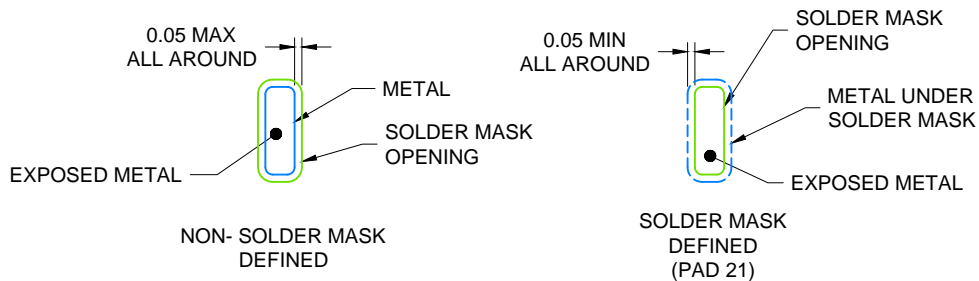 0.05 MAX
ALL AROUND
METAL
SOLDER MASK
OPENING
EXPOSED METAL
NON- SOLDER MASK
DEFINED
0.05 MIN
ALL AROUND
SOLDER MASK
OPENING
METAL UNDER
SOLDER MASK
EXPOSED METAL
SOLDER MASK
DEFINED
(PAD 21)